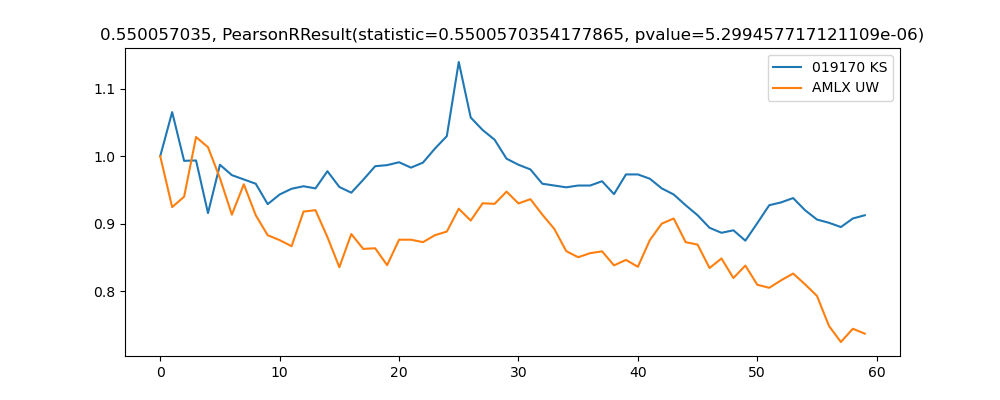 0.550057035, PearsonRResult(statistic=0.5500570354177865, pvalue=5.299457717121109e-06)
019170 KS
AMLX UW
1.1
1.0
0.9
0.8
0 10 20 30 40 50 60